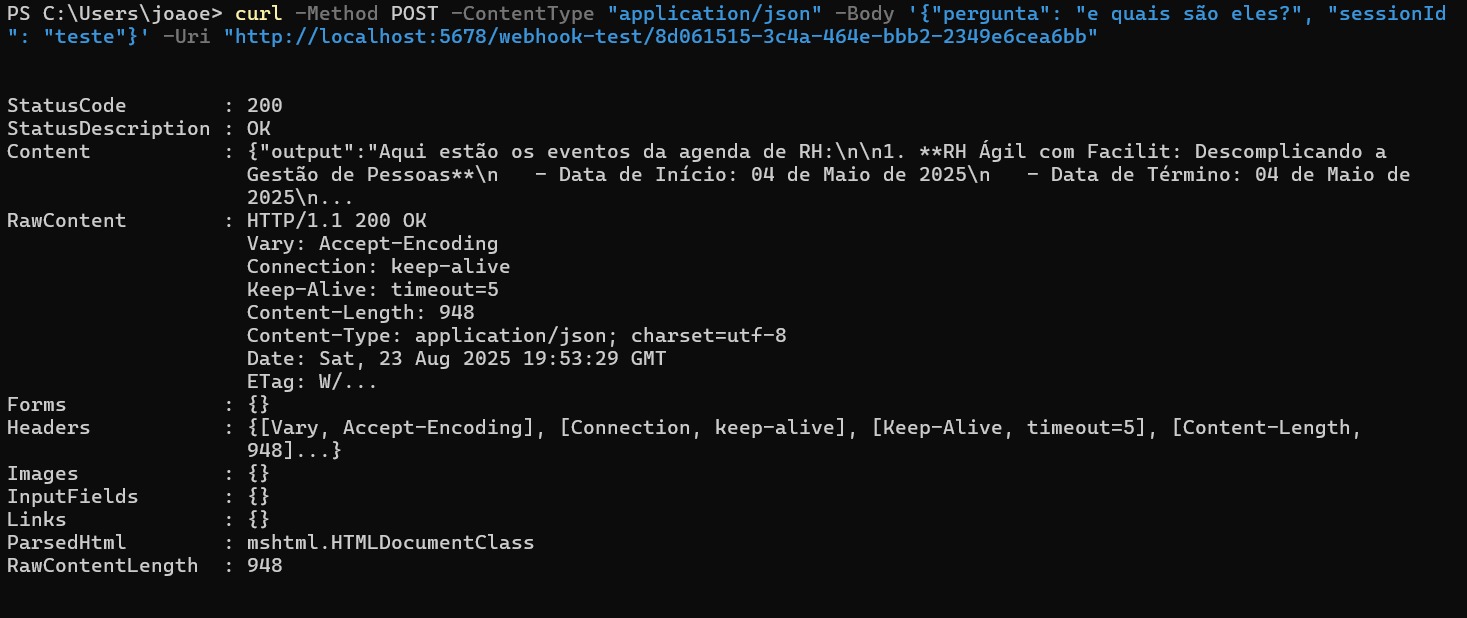 PS C:\Users\joaoe> curl -Method POST -ContentType "application/json" -Body '{"pergunta": "e quais são eles?", "sessionId
": "teste"}' -Uri "http://localhost:5678/webhook-test/8d061515-3c4a-464e-bbb2-2349e6cea6bb"
StatusCode        : 200
StatusDescription : OK
Content           : {"output":"Aqui estão os eventos da agenda de RH:\n\n1. **RH Ágil com Facilit: Descomplicando a
                    Gestão de Pessoas**\n   - Data de Início: 04 de Maio de 2025\n   - Data de Término: 04 de Maio de
                    2025\n...
RawContent        : HTTP/1.1 200 OK
                    Vary: Accept-Encoding
                    Connection: keep-alive
                    Keep-Alive: timeout=5
                    Content-Length: 948
                    Content-Type: application/json; charset=utf-8
                    Date: Sat, 23 Aug 2025 19:53:29 GMT
                    ETag: W/...
Forms             : {}
Headers           : {[Vary, Accept-Encoding], [Connection, keep-alive], [Keep-Alive, timeout=5], [Content-Length,
                    948]...}
Images            : {}
InputFields       : {}
Links             : {}
ParsedHtml        : mshtml.HTMLDocumentClass
RawContentLength  : 948